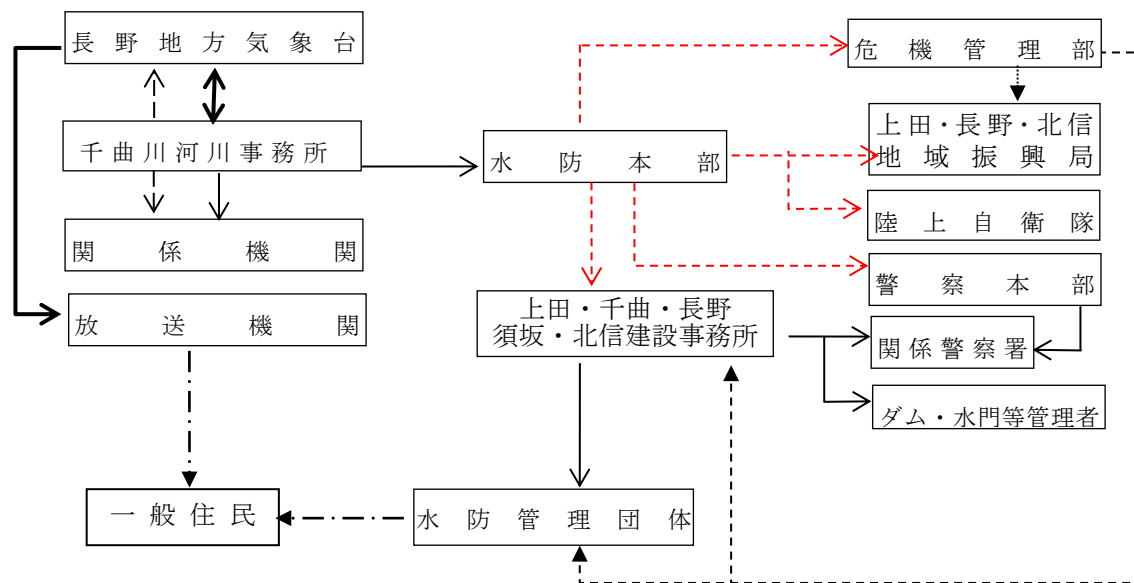 長野地方気象台
危機管理部
千曲川河川事務所
水防本部
上田・長野・北信
地域振興局
関係機関
陸上自衛隊
放送機関
警察本部
上田・千曲・長野
須坂・北信建設事務所
関係警察署
ダム・水門等管理者
一般住民
水防管理団体